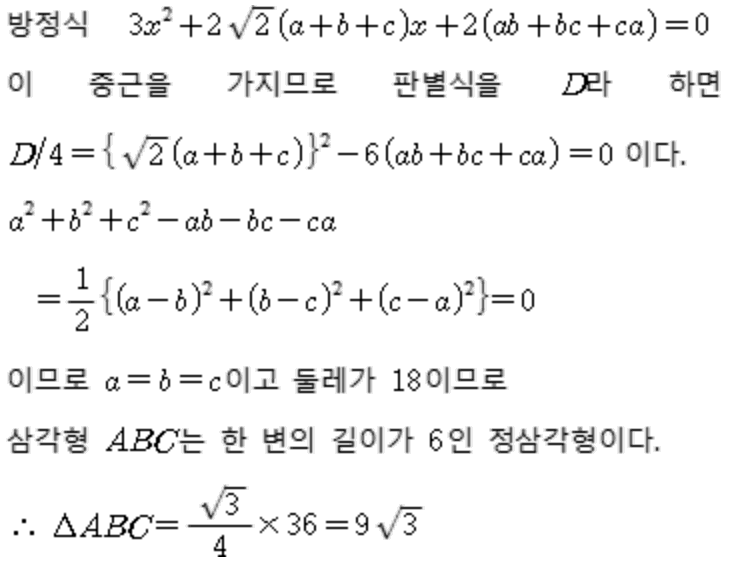 방정식 3x²+2√2(a+b+c)x+2(ab+bc+ca)=0
이 중근을 가지므로 판별식을 D라 하면
D/4={√2(a+b+c)}²-6(ab+bc+ca)=0 이다.
a²+b²+c²-ab-bc-ca
=1/2{(a-b)²+(b-c)²+(c-a)²}=0
이므로 a=b=c이고 둘레가 18이므로
삼각형 ABC는 한 변의 길이가 6인 정삼각형이다.
∴ △ABC=√3/4×36=9√3